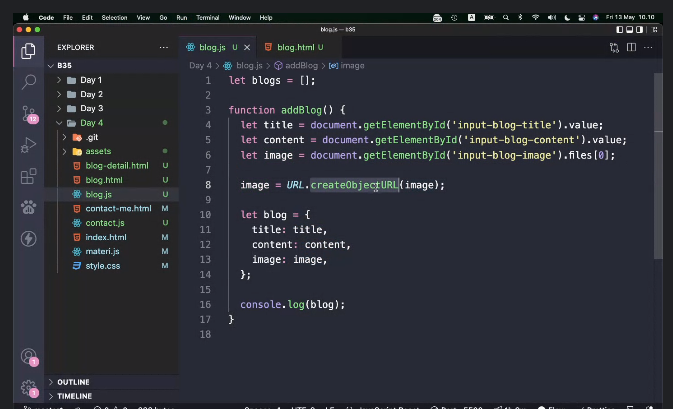 Code File Edit Selection View Go Run Terminal Window Help Fri 13 May 10.10
blog.js — b35
EXPLORER
B35
Day 1
Day 2
Day 3
Day 4
.git
assets
blog-detail.html U
blog.html U
blog.js U
contact-me.html M
contact.js U
index.html M
materi.js M
style.css M
OUTLINE
TIMELINE
12
1
1
blog.js U
blog.html U
Day 4 > blog.js > addBlog > image
1 let blogs = [];
2
3 function addBlog() {
4 let title = document.getElementById('input-blog-title').value;
5 let content = document.getElementById('input-blog-content').value;
6 let image = document.getElementById('input-blog-image').files[0];
7
8 image = URL.createObjectURL(image);
9
10 let blog = {
11 title: title,
12 content: content,
13 image: image,
14 };
15
16 console.log(blog);
17 }
18